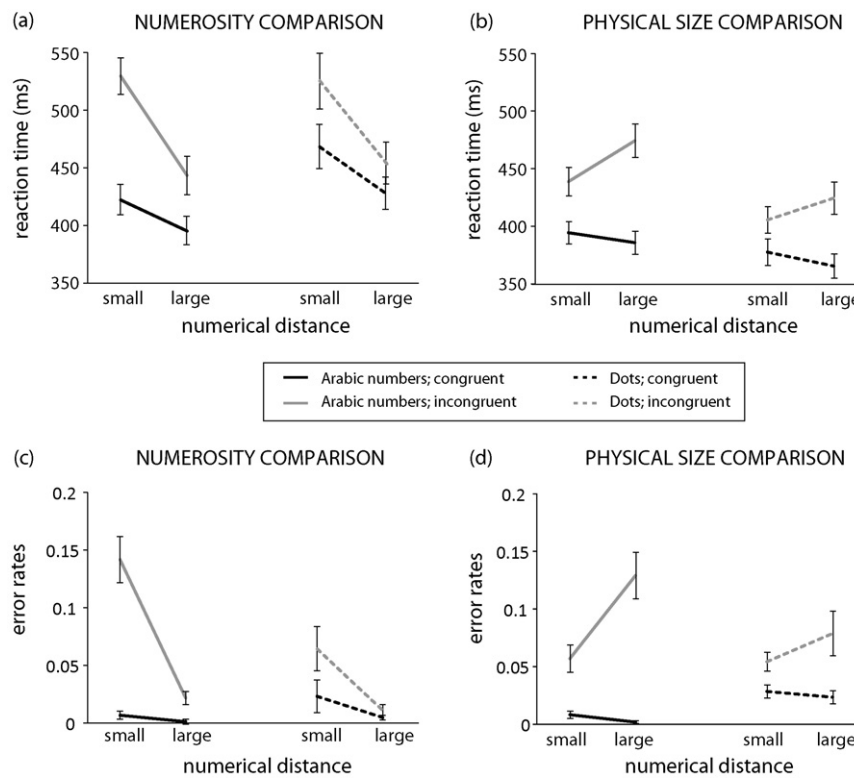 (a) NUMEROSITY COMPARISON
reaction time (ms)
550
500
450
400
350
small large small large
numerical distance
(b) PHYSICAL SIZE COMPARISON
reaction time (ms)
550
500
450
400
350
small large small large
numerical distance
Arabic numbers; congruent Dots; congruent
Arabic numbers; incongruent Dots; incongruent
(c) NUMEROSITY COMPARISON
error rates
0.2
0.15
0.1
0.05
0
small large small large
numerical distance
(d) PHYSICAL SIZE COMPARISON
error rates
0.2
0.15
0.1
0.05
0
small large small large
numerical distance